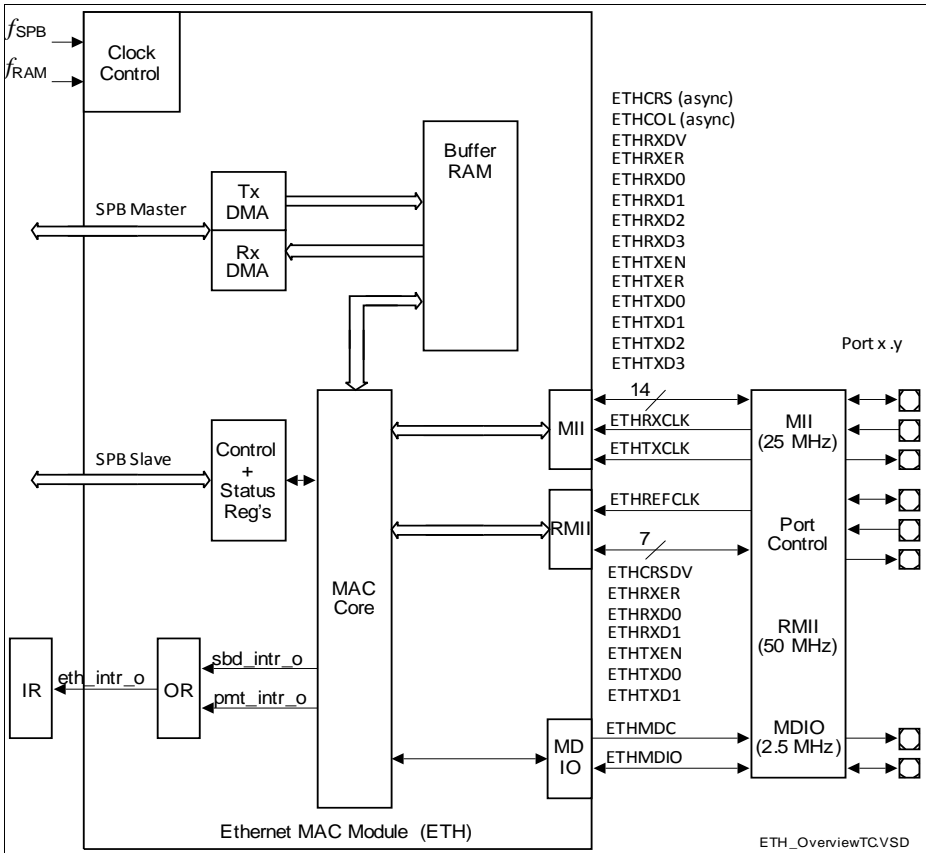 fSPB
fRAM
Clock
Control
Buffer
RAM
Tx
DMA
Rx
DMA
SPB Master
ETHCRS (async)
ETHCOL (async)
ETHRXDV
ETHRXER
ETHRXD0
ETHRXD1
ETHRXD2
ETHRXD3
ETHTXEN
ETHTXER
ETHTXD0
ETHTXD1
ETHTXD2
ETHTXD3
Port x .y
SPB Slave
Control
+
Status
Reg's
MAC
Core
MII
14
ETHRXCLK
ETHTXCLK
RMII
ETHREFCLK
7
ETHCRSDV
ETHRXER
ETHRXD0
ETHRXD1
ETHTXEN
ETHTXD0
ETHTXD1
MII
(25 MHz)
Port
Control
RMII
(50 MHz)
MDIO
(2.5 MHz)
IR
eth_intr_o
OR
sbd_intr_o
pmt_intr_o
MD
IO
ETHMDC
ETHMDIO
Ethernet MAC Module (ETH)
ETH_OverviewTC.VSD